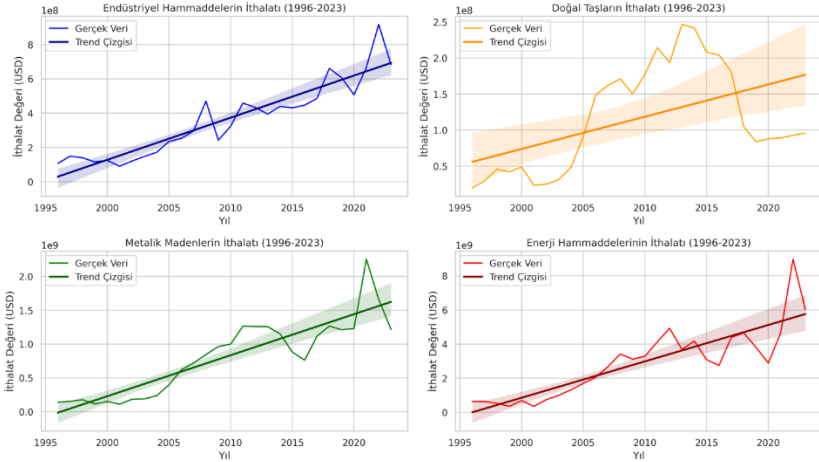 Endüstriyel Hammaddelerin İthalatı (1996-2023)
1e8
Gerçek Veri
Trend Çizgisi
İthalat Değeri (USD)
8
6
4
2
0
1995 2000 2005 2010 2015 2020
Yıl
Doğal Taşların İthalatı (1996-2023)
1e8
Gerçek Veri
Trend Çizgisi
İthalat Değeri (USD)
2.5
2.0
1.5
1.0
0.5
1995 2000 2005 2010 2015 2020
Yıl
Metalik Madenlerin İthalatı (1996-2023)
1e9
Gerçek Veri
Trend Çizgisi
İthalat Değeri (USD)
2.0
1.5
1.0
0.5
0.0
1995 2000 2005 2010 2015 2020
Yıl
Enerji Hammaddelerinin İthalatı (1996-2023)
1e9
Gerçek Veri
Trend Çizgisi
İthalat Değeri (USD)
8
6
4
2
0
1995 2000 2005 2010 2015 2020
Yıl